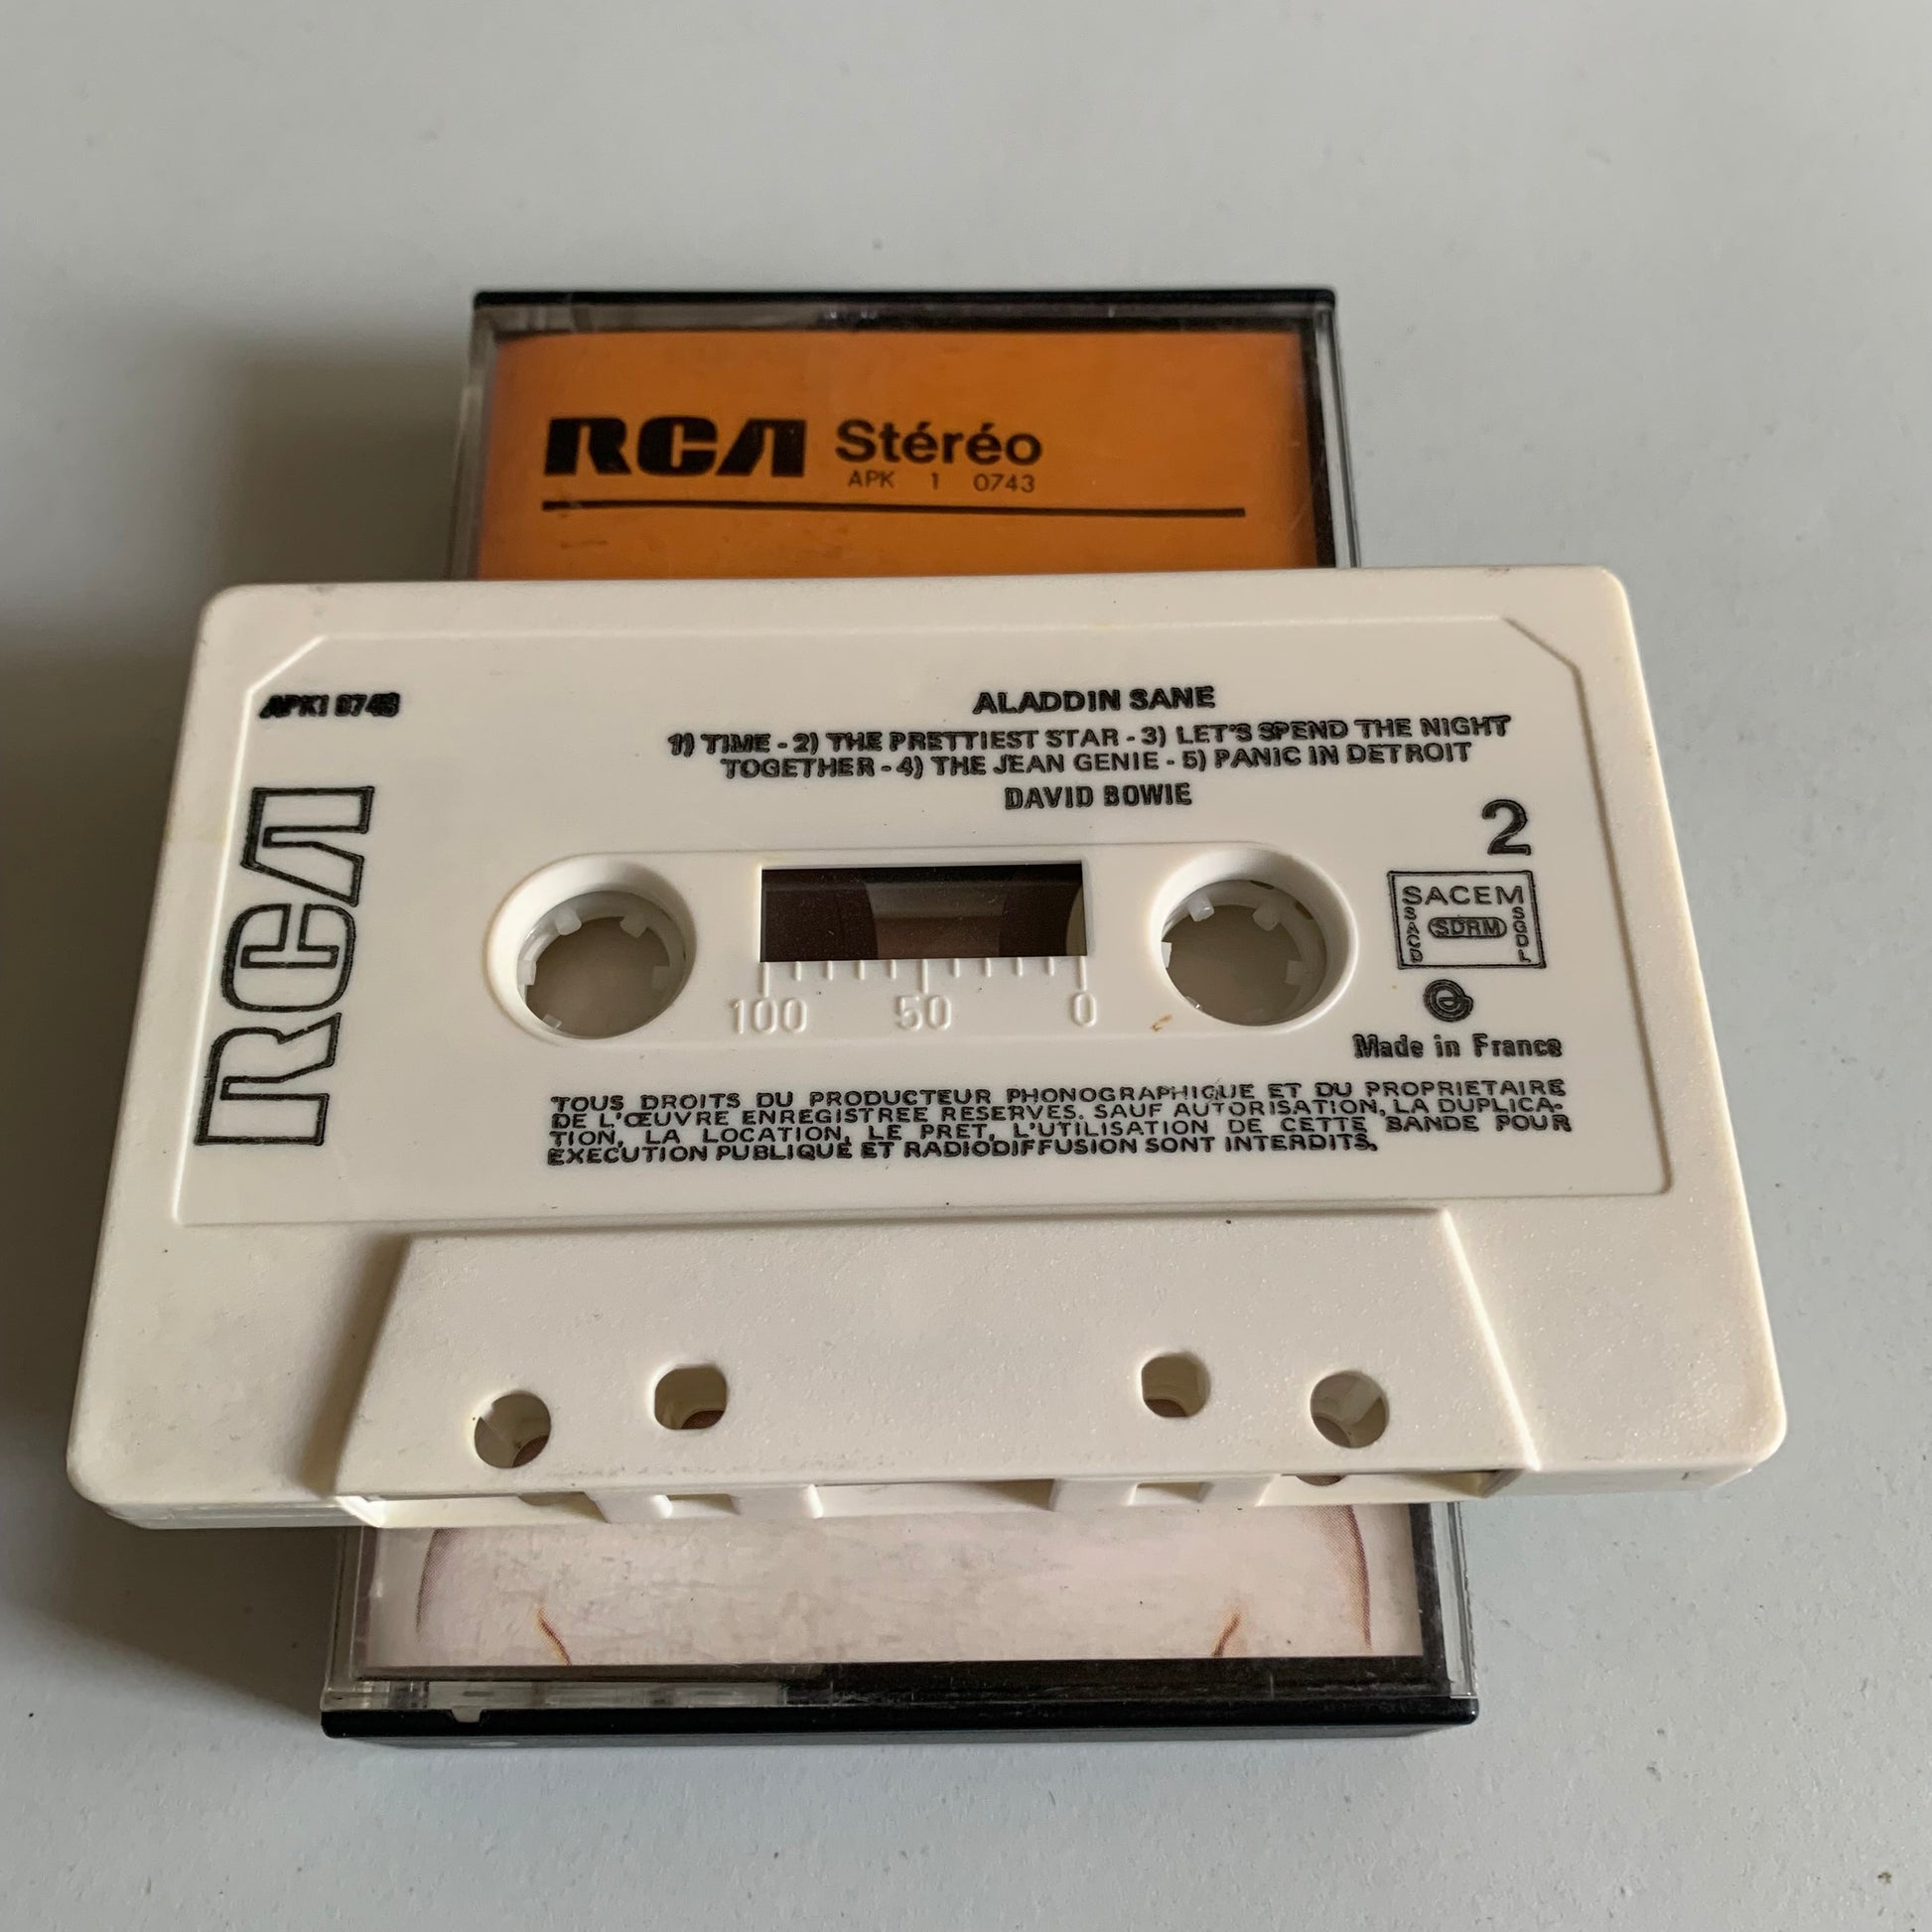 RCA Stéréo
APK 1 0743
APK1 0743
ALADDIN SANE
1) TIME - 2) THE PRETTIEST STAR - 3) LET'S SPEND THE NIGHT
TOGETHER - 4) THE JEAN GENIE - 5) PANIC IN DETROIT
DAVID BOWIE
2
RCA
SACEM
SACD
SDRM
SGDL
100 50 0
Made in France
TOUS DROITS DU PRODUCTEUR PHONOGRAPHIQUE ET DU PROPRIETAIRE
DE L'ŒUVRE ENREGISTREE RESERVES. SAUF AUTORISATION, LA DUPLICA-
TION, LA LOCATION, LE PRET, L'UTILISATION DE CETTE BANDE POUR
EXECUTION PUBLIQUE ET RADIODIFFUSION SONT INTERDITS.